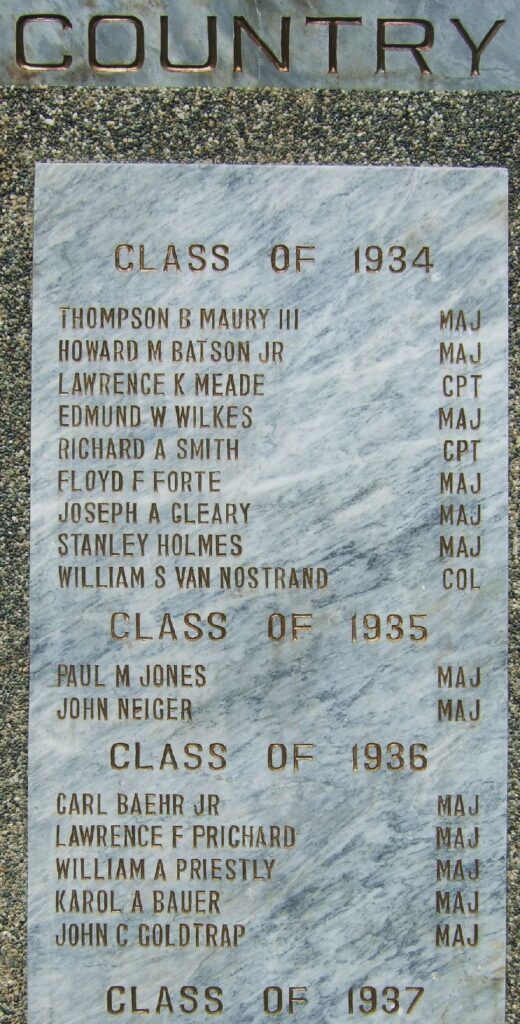 COUNTRY
CLASS OF 1934
THOMPSON B MAURY III MAJ
HOWARD M BATSON JR MAJ
LAWRENCE K MEADE CPT
EDMUND W WILKES MAJ
RICHARD A SMITH CPT
FLOYD F FORTE MAJ
JOSEPH A CLEARY MAJ
STANLEY HOLMES MAJ
WILLIAM S VAN NOSTRAND COL
CLASS OF 1935
PAUL M JONES MAJ
JOHN NEIGER MAJ
CLASS OF 1936
CARL BAEHR JR MAJ
LAWRENCE F PRICHARD MAJ
WILLIAM A PRIESTLY MAJ
KAROL A BAUER MAJ
JOHN C GOLDTRAP MAJ
CLASS OF 1937